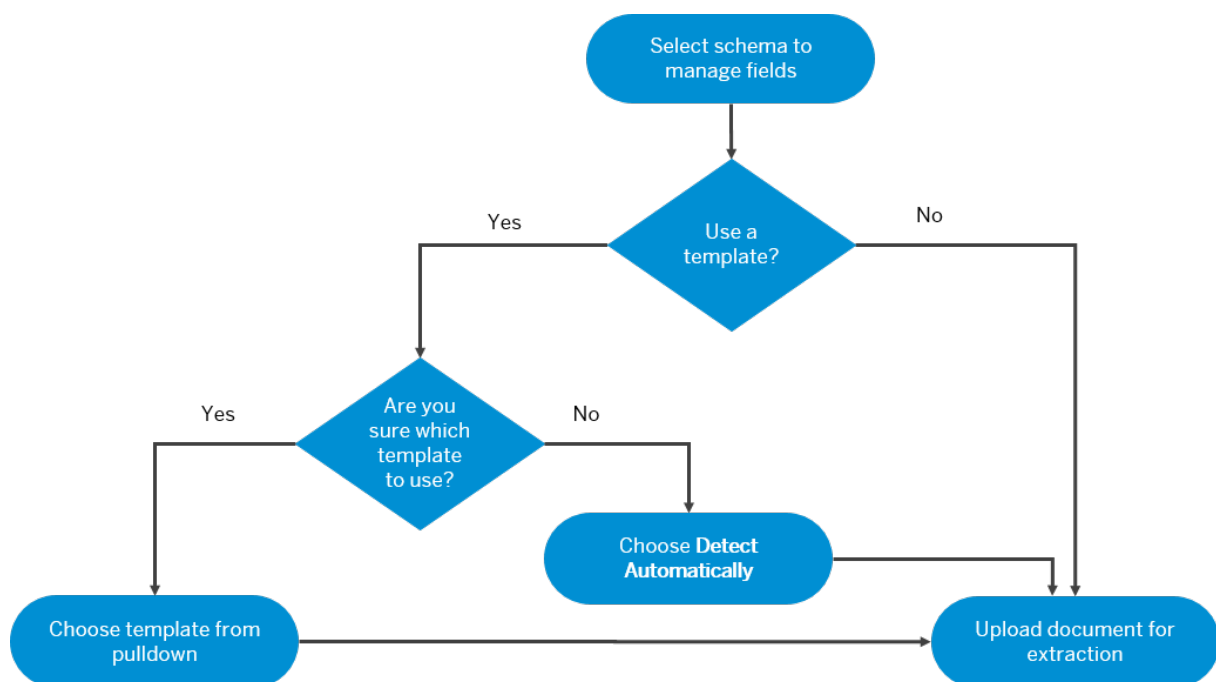 Select schema to
manage fields
Use a
template?
Yes
No
Are you
sure which
template
to use?
Yes
No
Choose Detect
Automatically
Choose template from
pulldown
Upload document for
extraction